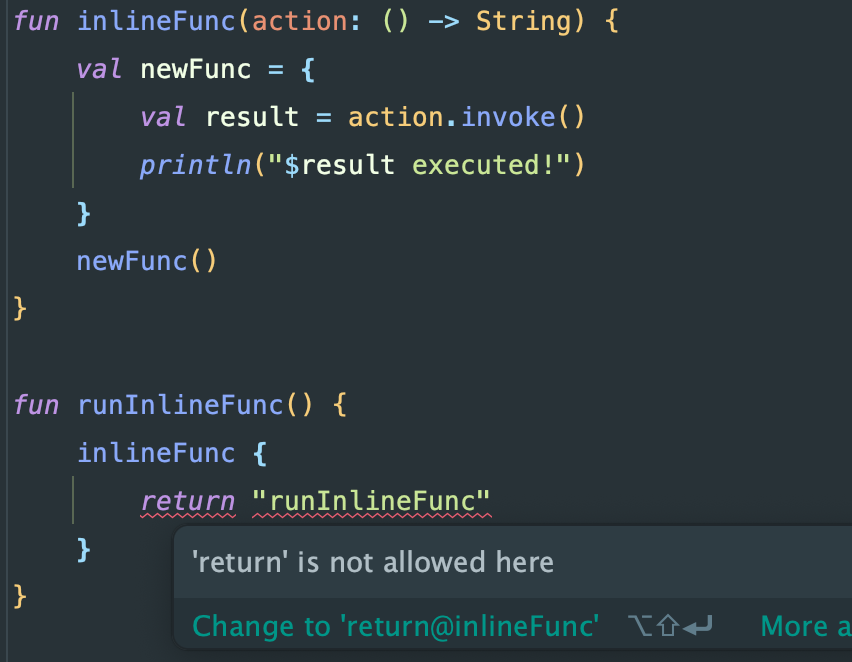 fun inlineFunc(action: () -> String) {
    val newFunc = {
        val result = action.invoke()
        println("$result executed!")
    }
    newFunc()
}
fun runInlineFunc() {
    inlineFunc {
        return "runInlineFunc"
    }
'return' is not allowed here
}
Change to 'return@inlineFunc' ⌥⇧↩ More a